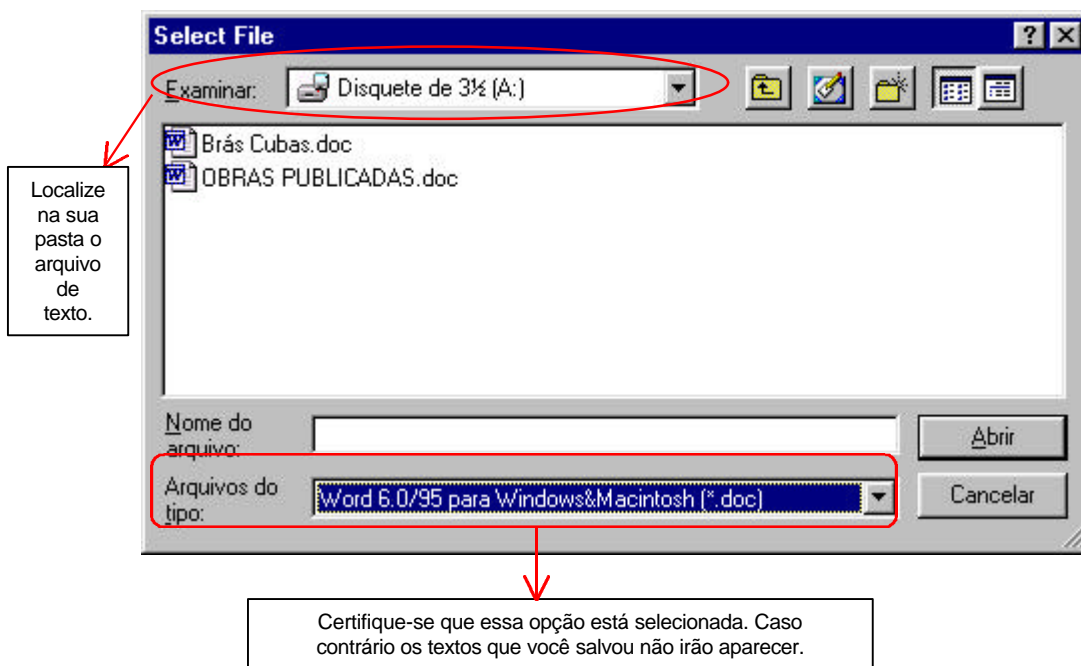 Select File
Examinar: Disquete de 3½ (A:)
Brás Cubas.doc
OBRAS PUBLICADAS.doc
Localize
na sua
pasta o
arquivo
de
texto.
Nome do
arquivo:
Abrir
Arquivos do
tipo:
Word 6.0/95 para Windows&Macintosh (*.doc)
Cancelar
Certifique-se que essa opção está selecionada. Caso
contrário os textos que você salvou não irão aparecer.